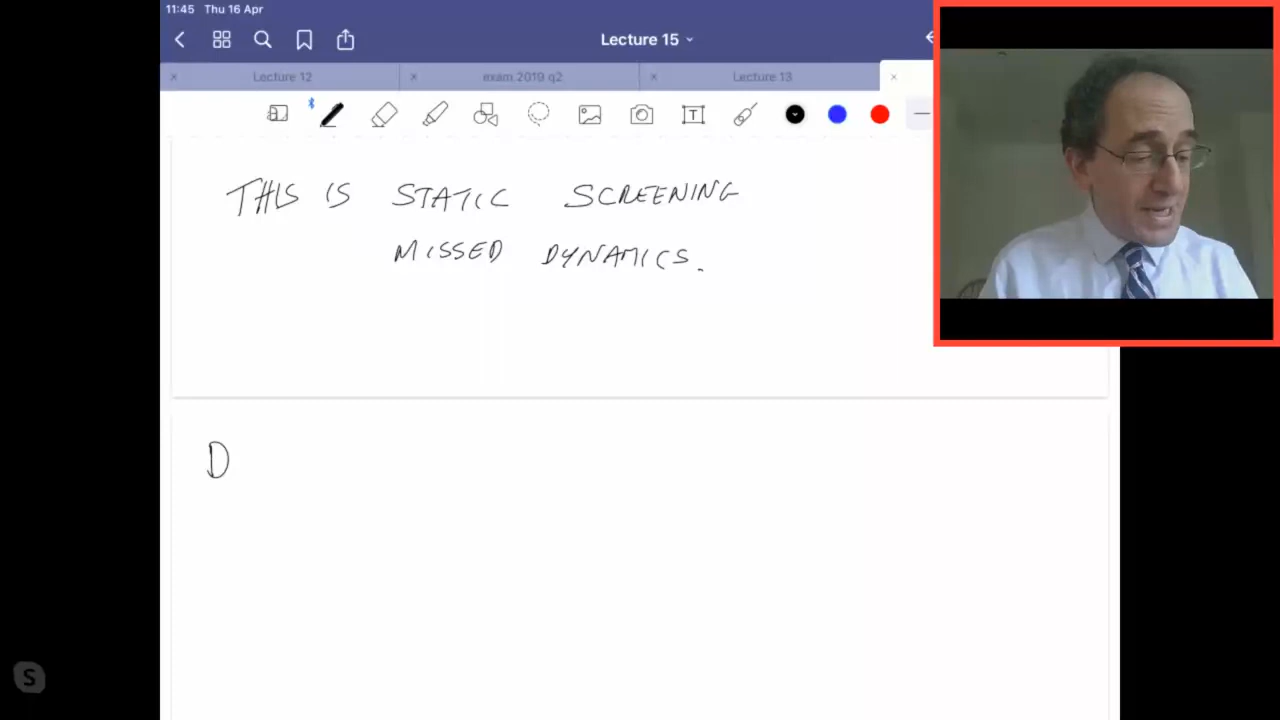 11:45 Thu 16 Apr
Lecture 15
Lecture 12
exam 2019 q2
Lecture 13
T
THIS IS STATIC SCREENING
MISSED DYNAMICS.
D
S